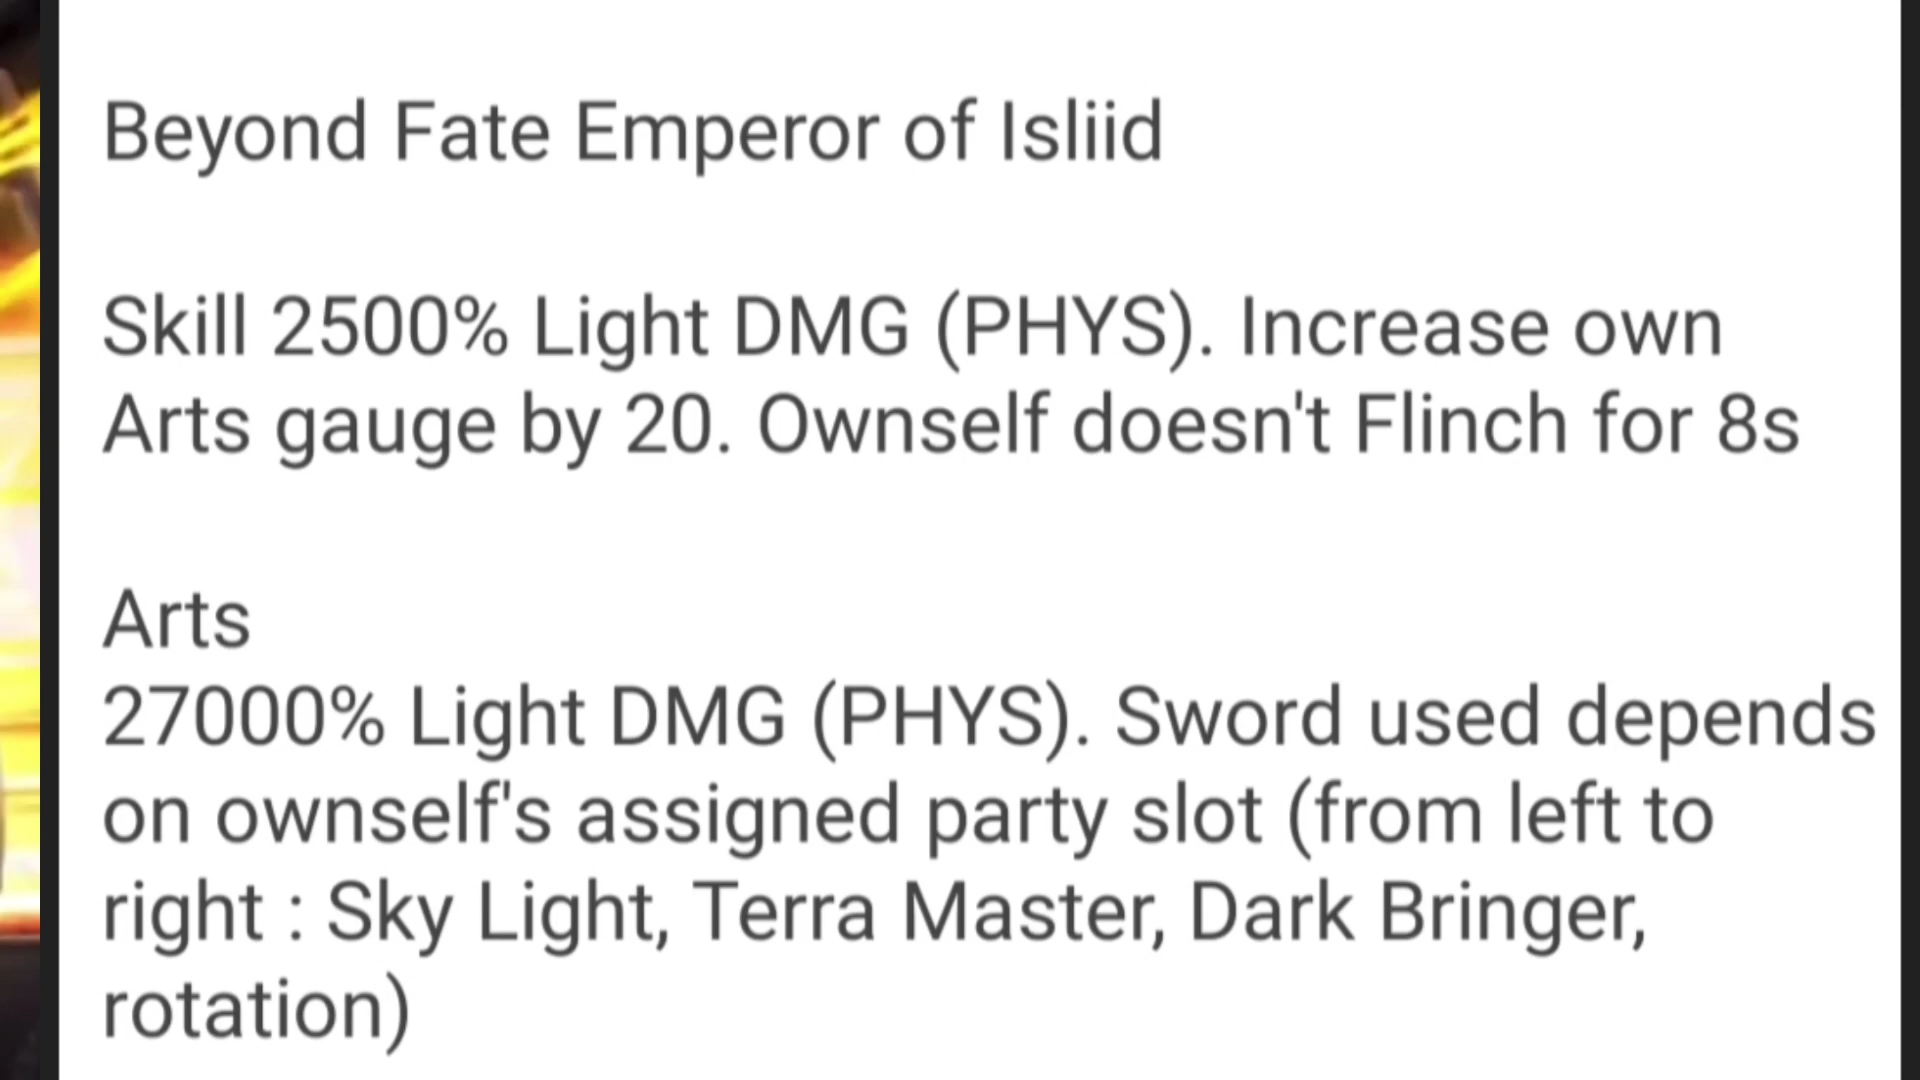 Beyond Fate Emperor of Isliid
Skill 2500% Light DMG (PHYS). Increase own
Arts gauge by 20. Ownself doesn't Flinch for 8s
Arts
27000% Light DMG (PHYS). Sword used depends
on ownself's assigned party slot (from left to
right : Sky Light, Terra Master, Dark Bringer,
rotation)